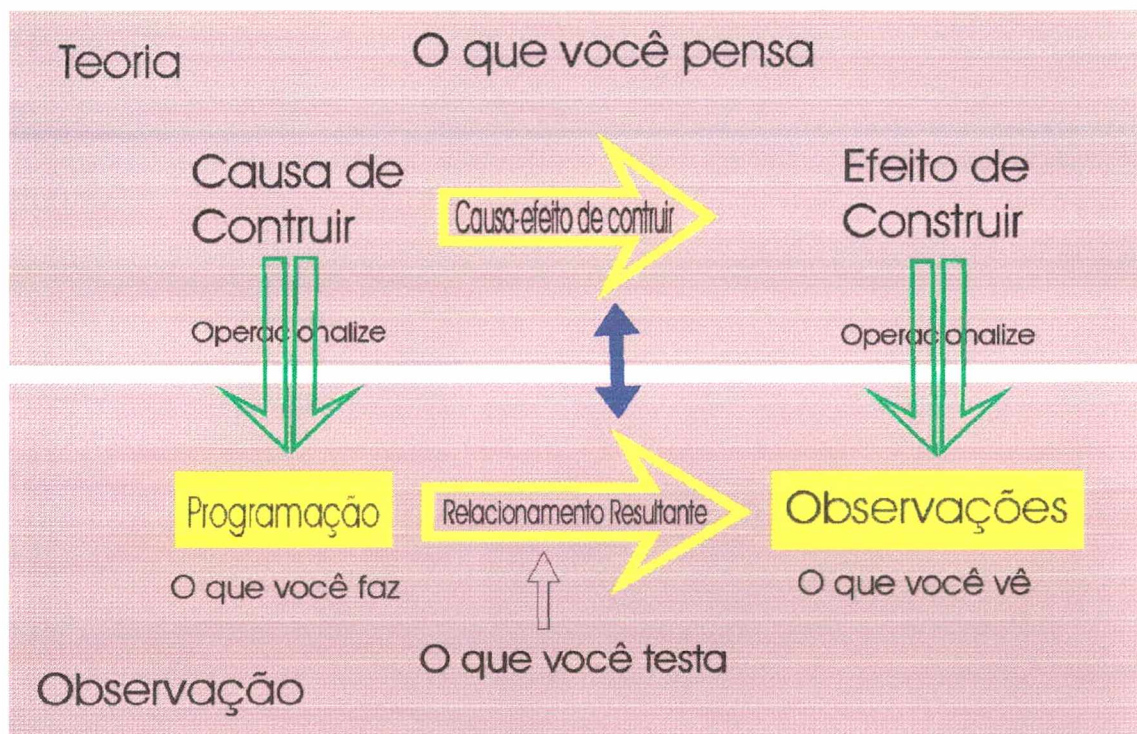 Teoria
O que você pensa
Causa de
Contruir
Causa-efeito de contruir
Efeito de
Construir
Operacionalize
Operacionalize
Programação
Relacionamento Resultante
Observações
O que você faz
O que você vê
O que você testa
Observação